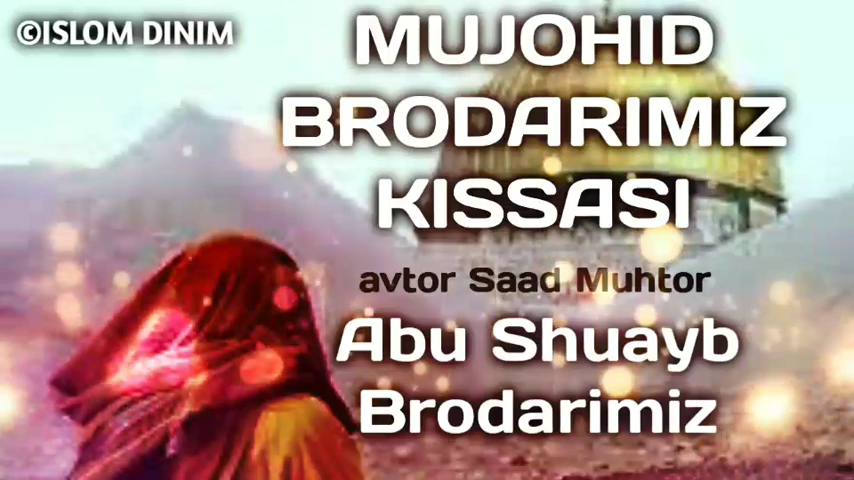 ©ISLOM DINIM
MUJOHID
BRODARIMIZ
KISSASI
avtor Saad Muhtor
Abu Shuayb
Brodarimiz